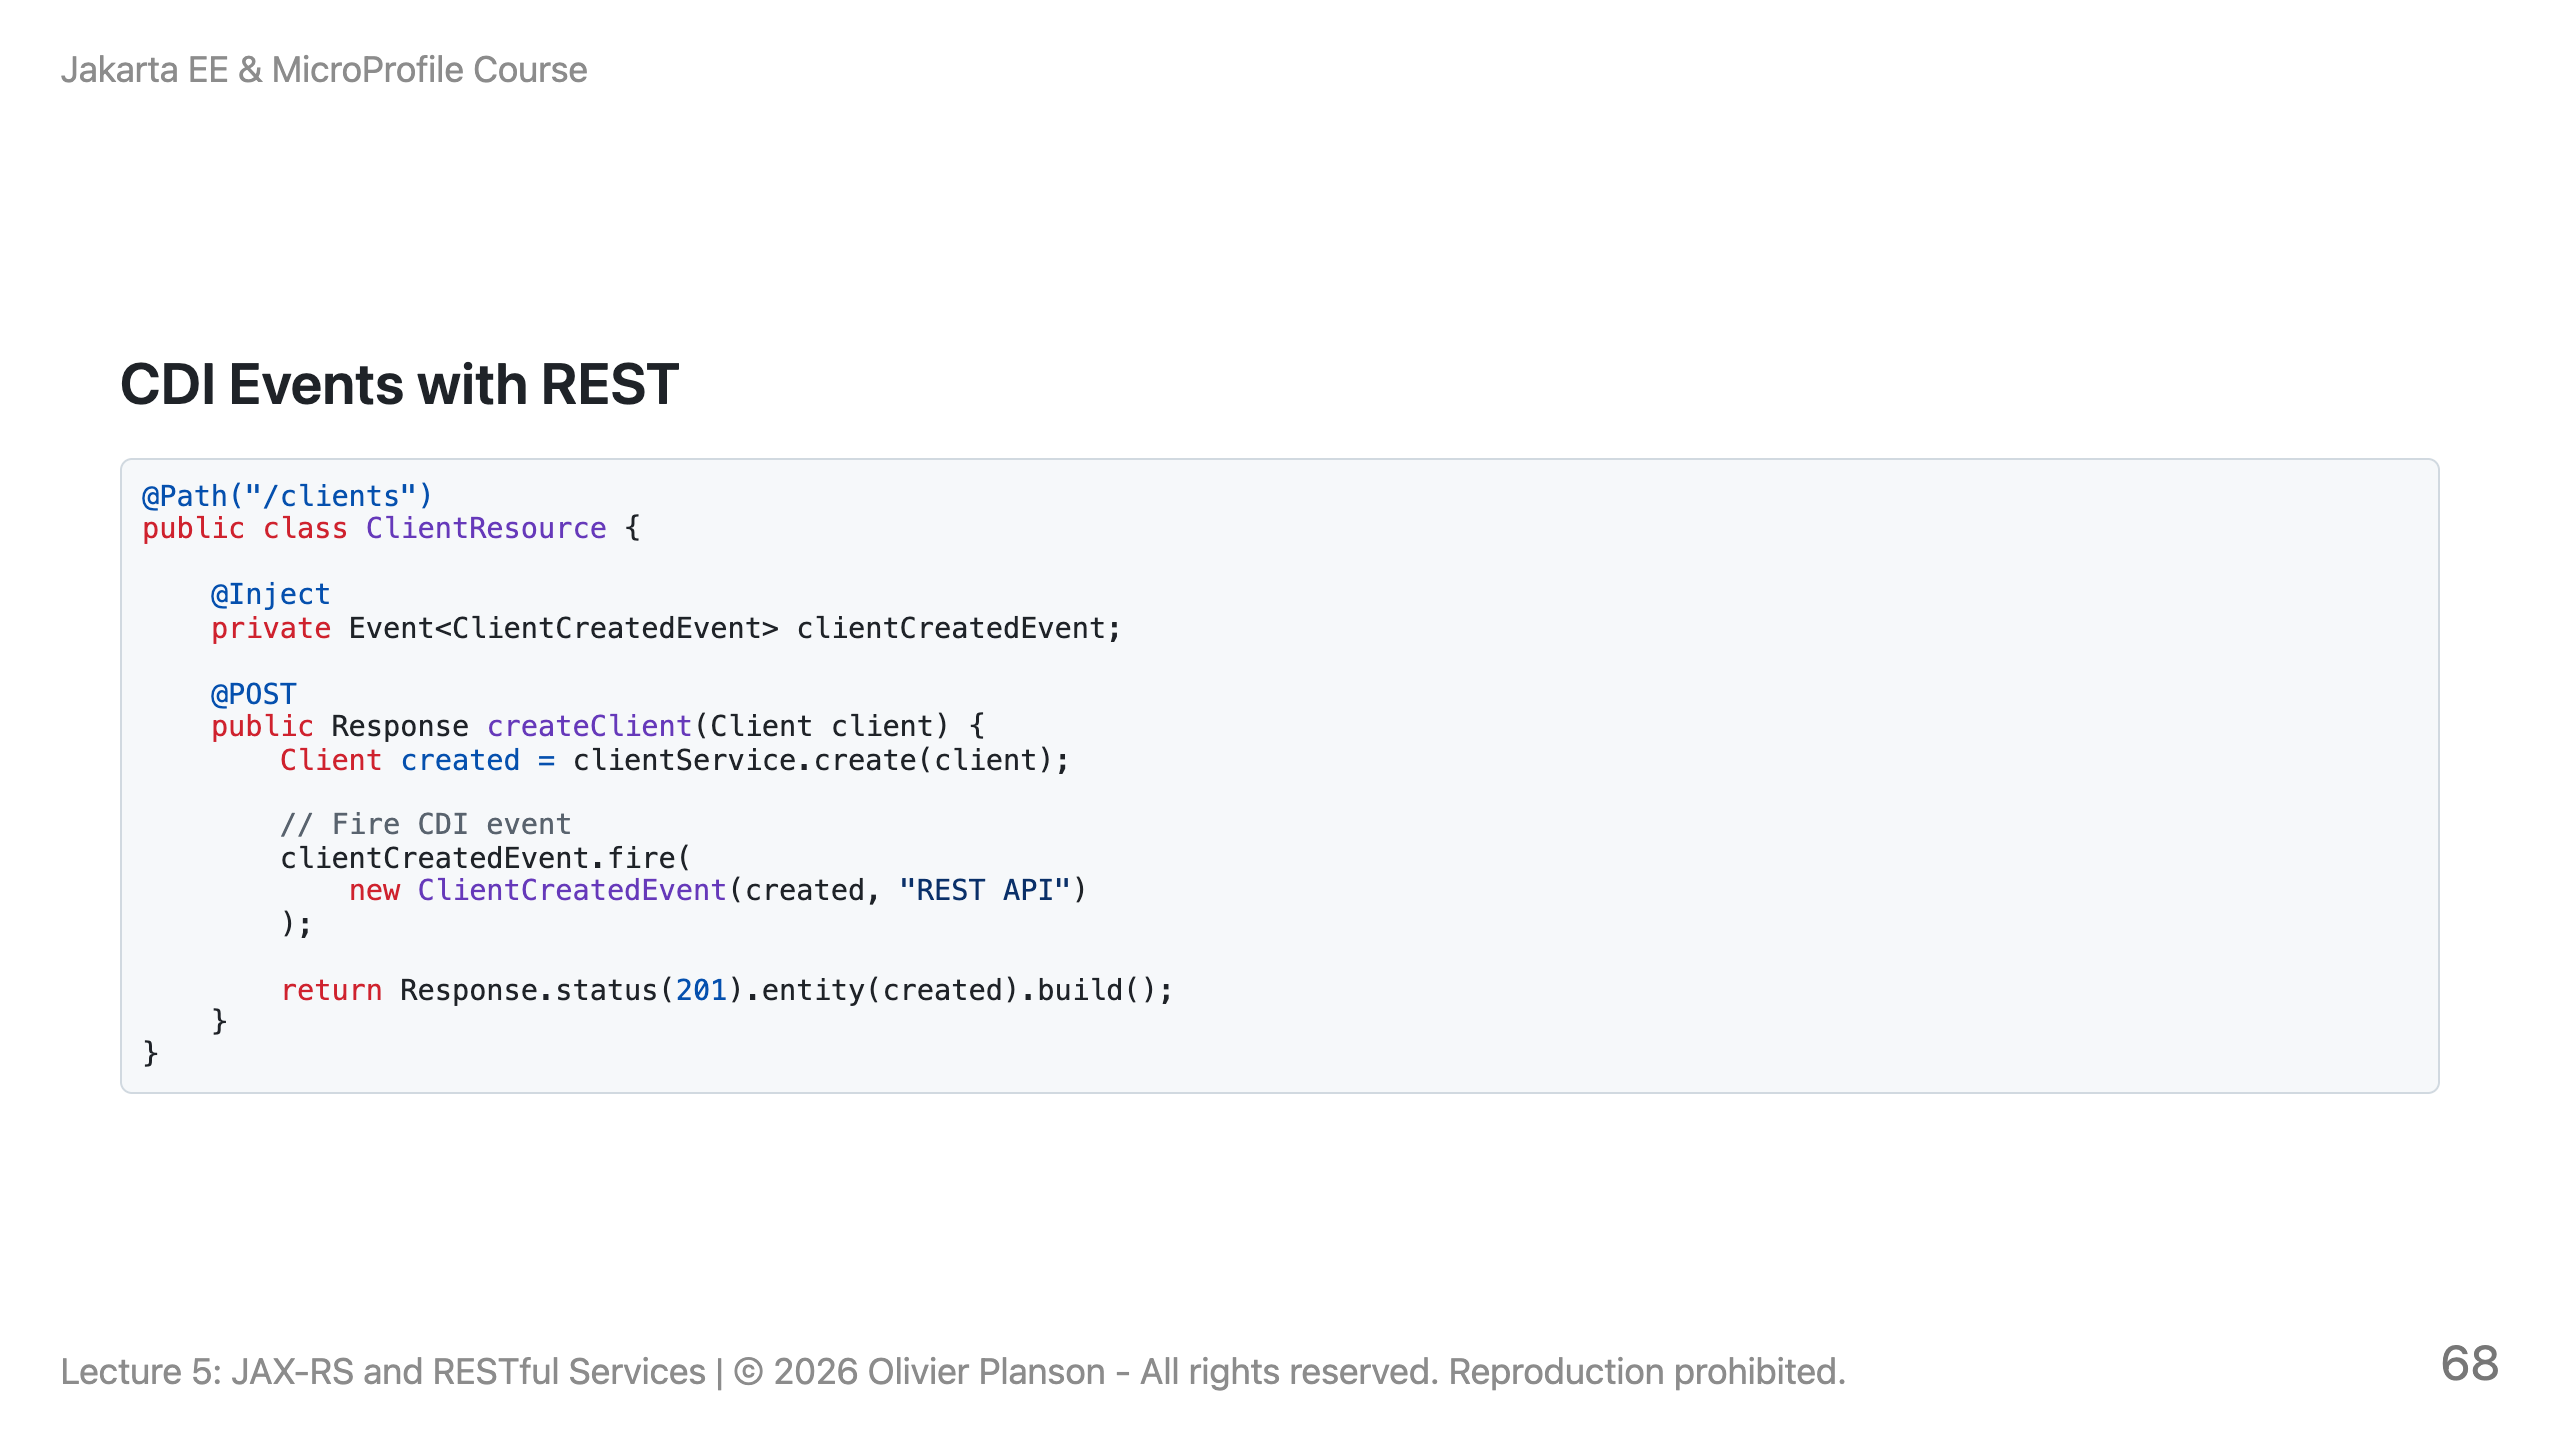 Jakarta EE & MicroProfile Course
CDI Events with REST
@Path("/clients")
public class ClientResource {
    @Inject
    private Event<ClientCreatedEvent> clientCreatedEvent;
    @POST
    public Response createClient(Client client) {
        Client created = clientService.create(client);
        // Fire CDI event
        clientCreatedEvent.fire(
            new ClientCreatedEvent(created, "REST API")
        );
        return Response.status(201).entity(created).build();
    }
}
Lecture 5: JAX-RS and RESTful Services | © 2026 Olivier Planson - All rights reserved. Reproduction prohibited.
68